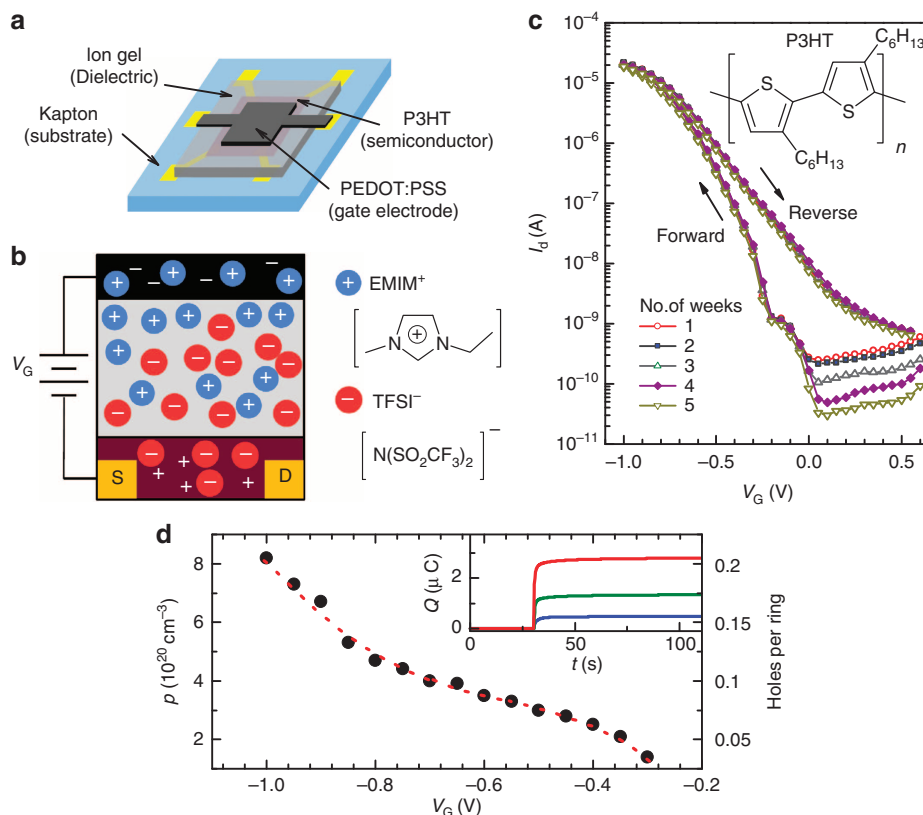 a
Ion gel
(Dielectric)
Kapton
(substrate)
P3HT
(semiconductor)
PEDOT:PSS
(gate electrode)
b
V_G
S
D
+
−
EMIM⁺
TFSI⁻
[N(SO₂CF₃)₂]⁻
c
10⁻⁴
10⁻⁵
10⁻⁶
10⁻⁷
10⁻⁸
10⁻⁹
10⁻¹⁰
10⁻¹¹
I_d (A)
P3HT
C₆H₁₃
S
S
C₆H₁₃
n
Forward
Reverse
No.of weeks
1
2
3
4
5
−1.0
−0.5
0.0
0.5
V_G (V)
d
8
6
4
2
p (10²⁰ cm⁻³)
2
0
Q (μ C)
0
50
100
t (s)
0.2
0.15
0.1
0.05
Holes per ring
−1.0
−0.8
−0.6
−0.4
−0.2
V_G (V)